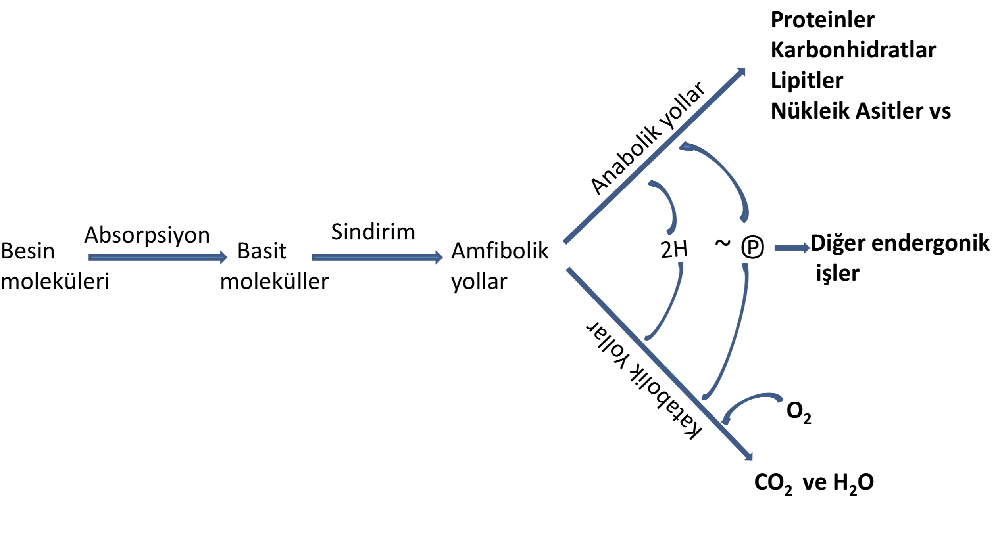 Proteinler
Karbonhidratlar
Lipitler
Nükleik Asitler vs
Anabolik yollar
Absorpsiyon
Sindirim
Besin
moleküleri
Basit
moleküller
Amfibolik
yollar
2H
~ Ⓟ
Diğer endergonik
işler
Katabolik Yollar
O₂
CO₂ ve H₂O